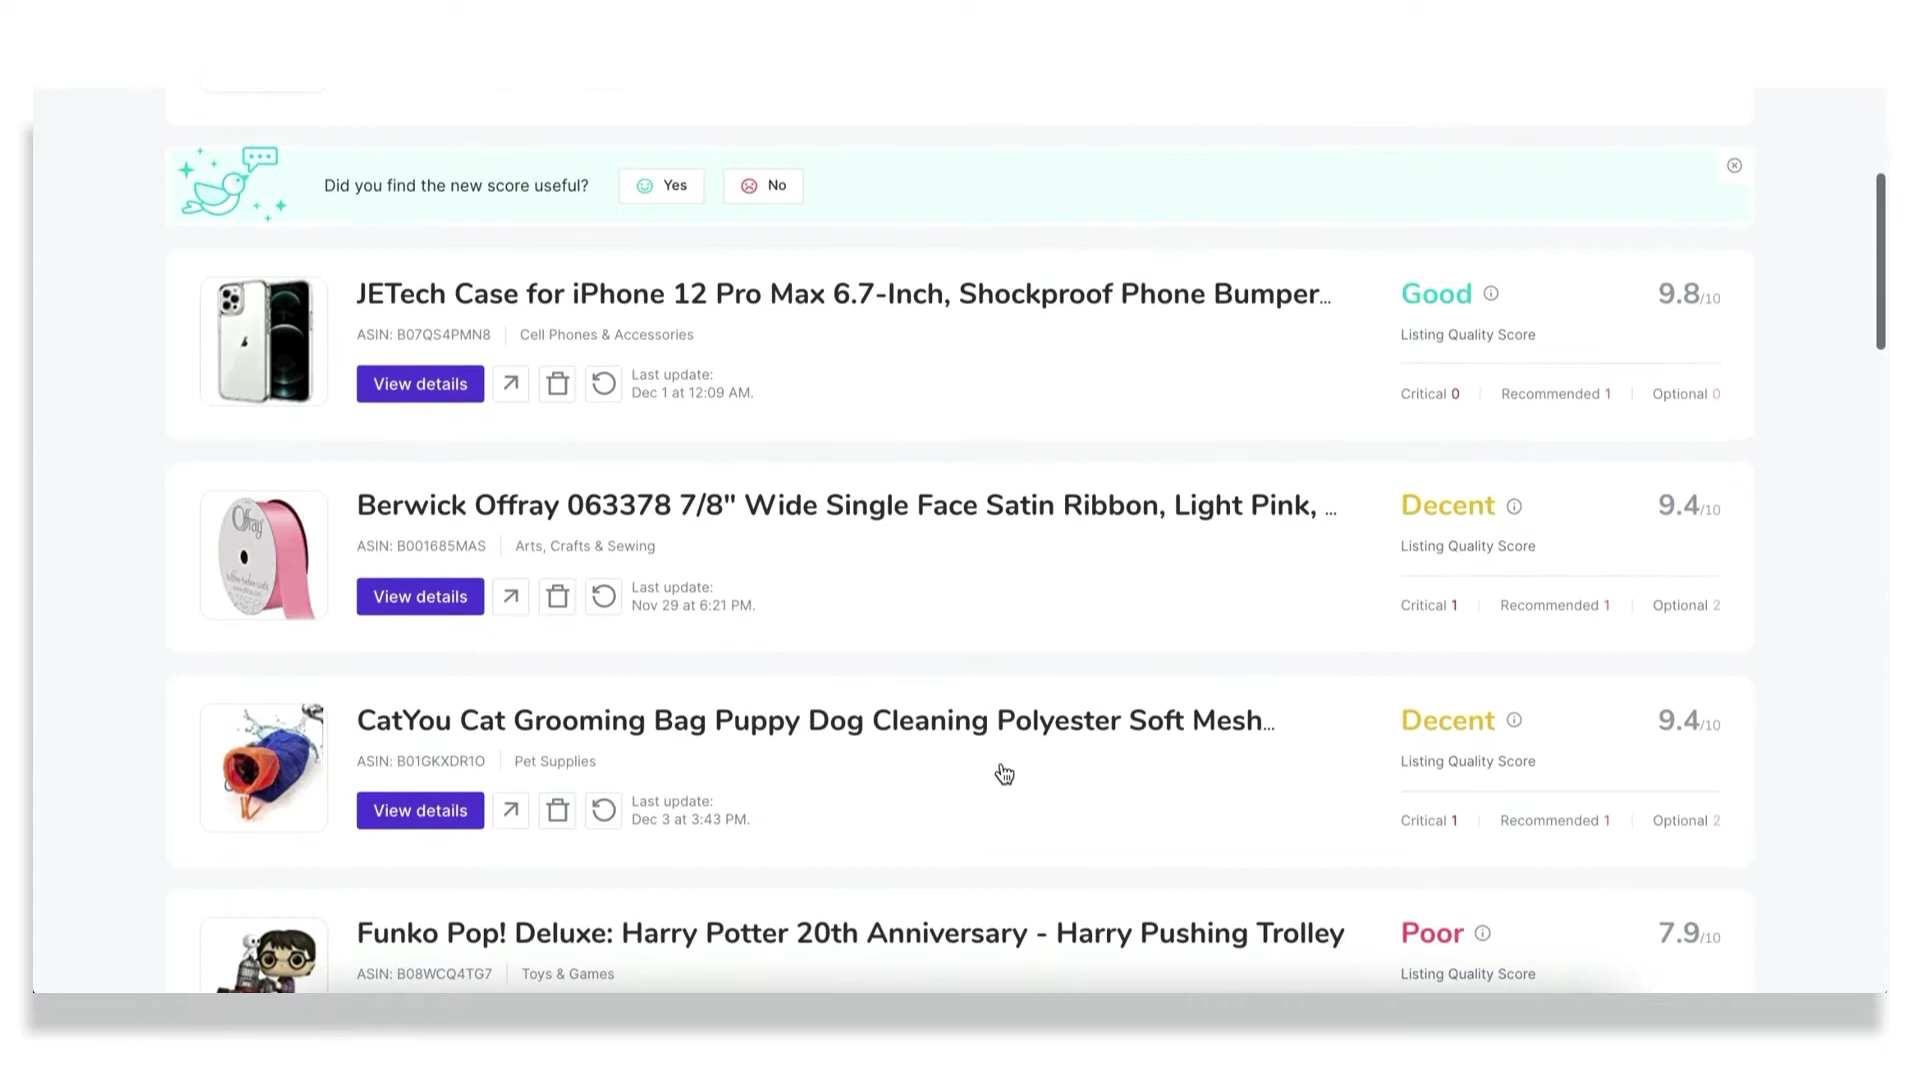 Did you find the new score useful? Yes No
JETech Case for iPhone 12 Pro Max 6.7-Inch, Shockproof Phone Bumper... Good 9.8/10
ASIN: B07QS4PMN8 Cell Phones & Accessories Listing Quality Score
View details Last update:
Dec 1 at 12:09 AM. Critical 0 Recommended 1 Optional 0
Berwick Offray 063378 7/8" Wide Single Face Satin Ribbon, Light Pink, ... Decent 9.4/10
Offray
ASIN: B001685MAS Arts, Crafts & Sewing Listing Quality Score
View details Last update:
Nov 29 at 6:21 PM. Critical 1 Recommended 1 Optional 2
CatYou Cat Grooming Bag Puppy Dog Cleaning Polyester Soft Mesh... Decent 9.4/10
ASIN: B01GKXDR1O Pet Supplies Listing Quality Score
View details Last update:
Dec 3 at 3:43 PM. Critical 1 Recommended 1 Optional 2
Funko Pop! Deluxe: Harry Potter 20th Anniversary - Harry Pushing Trolley Poor 7.9/10
ASIN: B08WCQ4TG7 Toys & Games Listing Quality Score